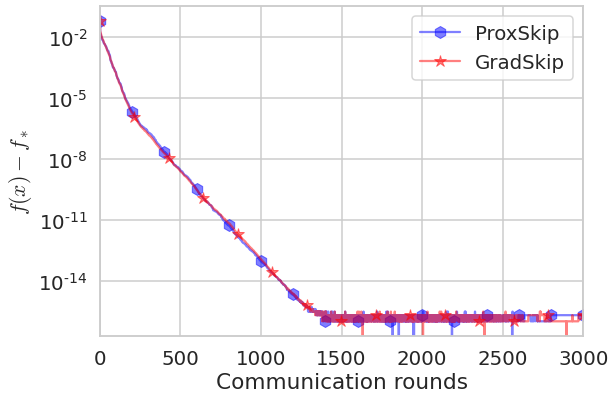 ProxSkip
GradSkip
10⁻²
10⁻⁵
10⁻⁸
10⁻¹¹
10⁻¹⁴
f(x) − f*
0 500 1000 1500 2000 2500 3000
Communication rounds